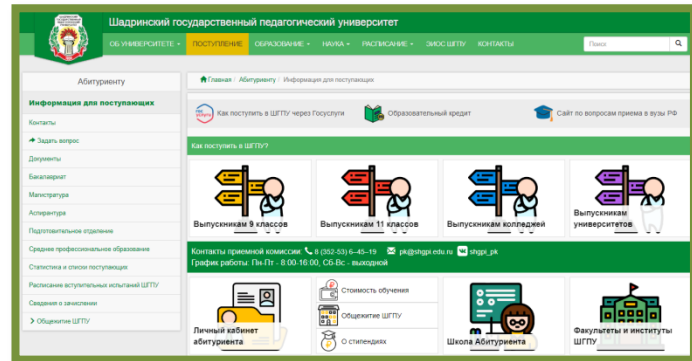 Шадринский государственный педагогический университет
ОБ УНИВЕРСИТЕТЕ ПОСТУПЛЕНИЕ ОБРАЗОВАНИЕ НАУКА РАСПИСАНИЕ ЭИОС ШГПУ КОНТАКТЫ Поиск
Абитуриенту
Главная / Абитуриенту / Информация для поступающих
Информация для поступающих
Контакты
Задать вопрос
Документы
Бакалавриат
Магистратура
Аспирантура
Подготовительное отделение
Среднее профессиональное образование
Статистика и списки поступающих
Расписание вступительных испытаний ШГПУ
Сведения о зачислении
Общежитие ШГПУ
Как поступить в ШГПУ через Госуслуги
Образовательный кредит
Сайт по вопросам приема в вузы РФ
Как поступить в ШГПУ?
Выпускникам 9 классов
Выпускникам 11 классов
Выпускникам колледжей
Выпускникам
университетов
Контакты приемной комиссии: 8 (352-53) 6-45-19 pk@shgpi.edu.ru shgpi_pk
График работы: Пн-Пт - 8:00-16:00, Сб-Вс - выходной
Личный кабинет
абитуриента
Стоимость обучения
Общежитие ШГПУ
О стипендиях
Школа Абитуриента
Факультеты и институты
ШГПУ